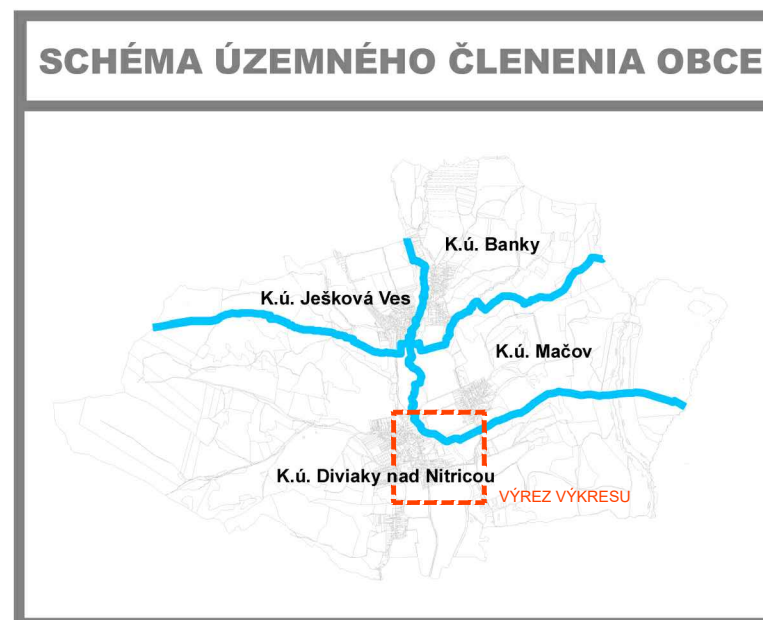 SCHÉMA ÚZEMNÉHO ČLENENIA OBCE
K.ú. Banky
K.ú. Ješková Ves
K.ú. Mačov
K.ú. Diviaky nad Nitricou
VÝREZ VÝKRESU